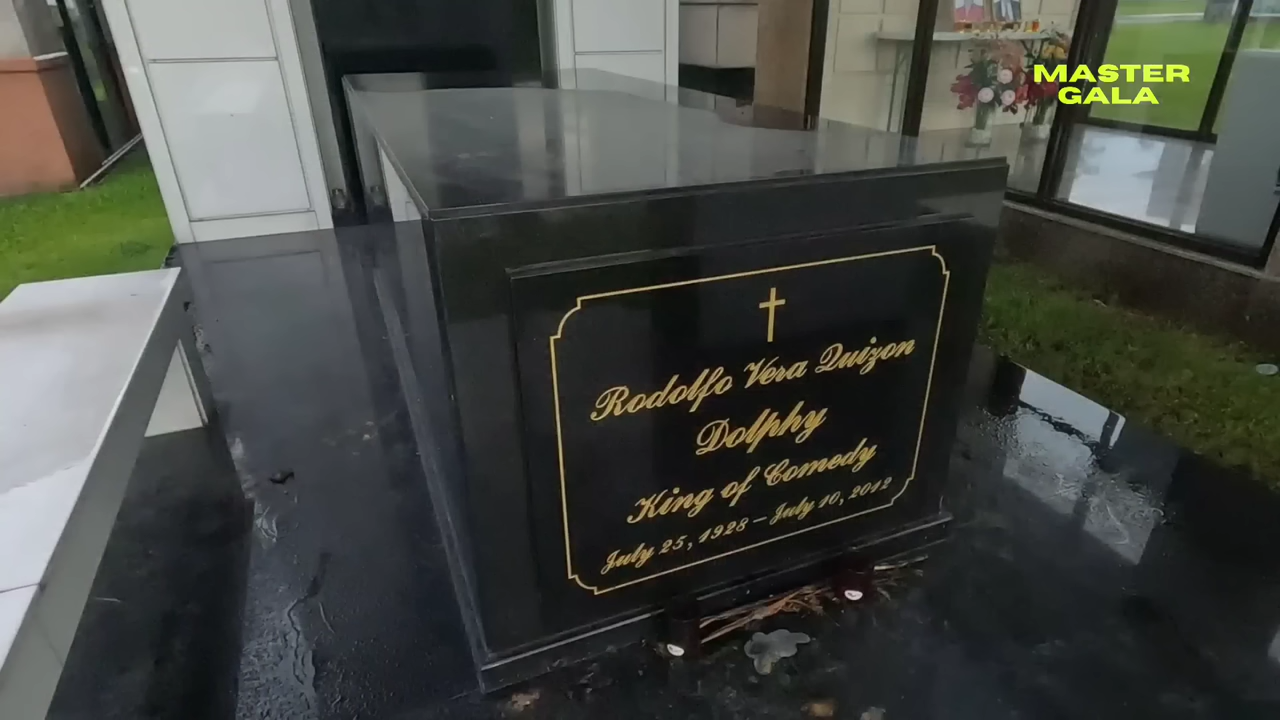 MASTER
GALA
Rodolfo Vera Quizon
Dolphy
King of Comedy
July 25, 1928 – July 10, 2012